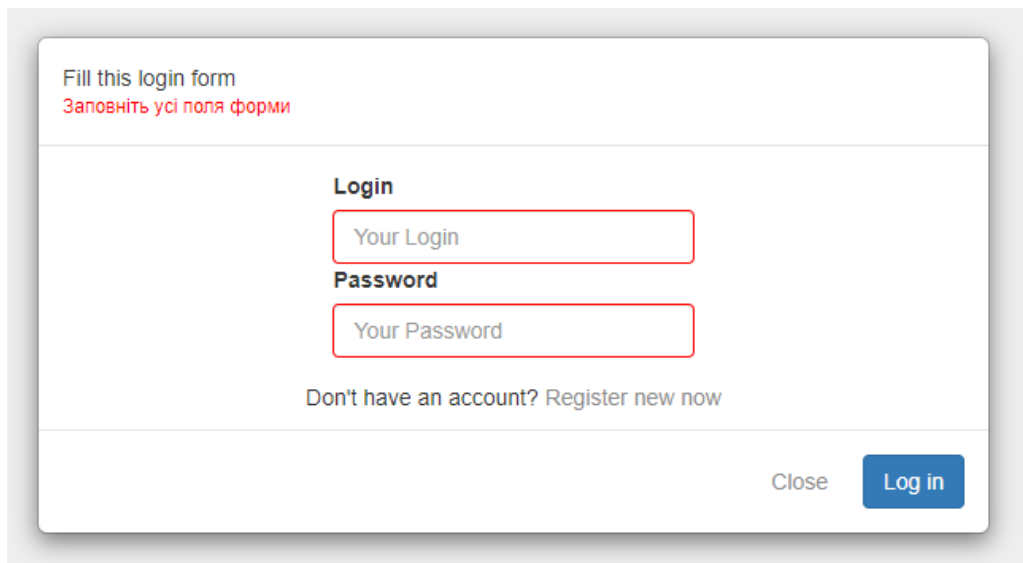 Fill this login form
Заповніть усі поля форми
Login
Your Login
Password
Your Password
Don't have an account? Register new now
Close Log in